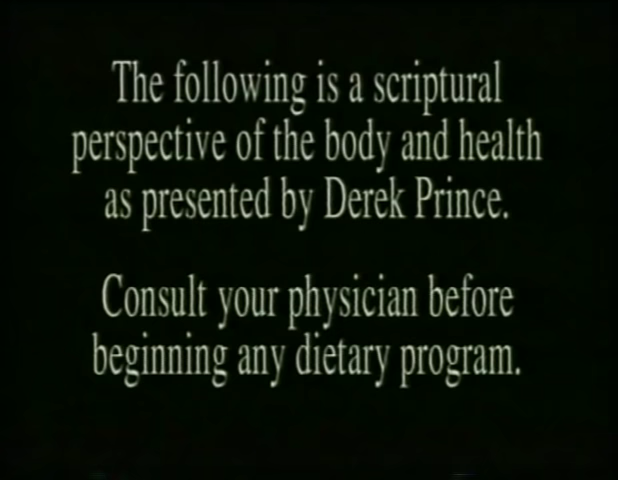 The following is a scriptural
perspective of the body and health
as presented by Derek Prince.
Consult your physician before
beginning any dietary program.